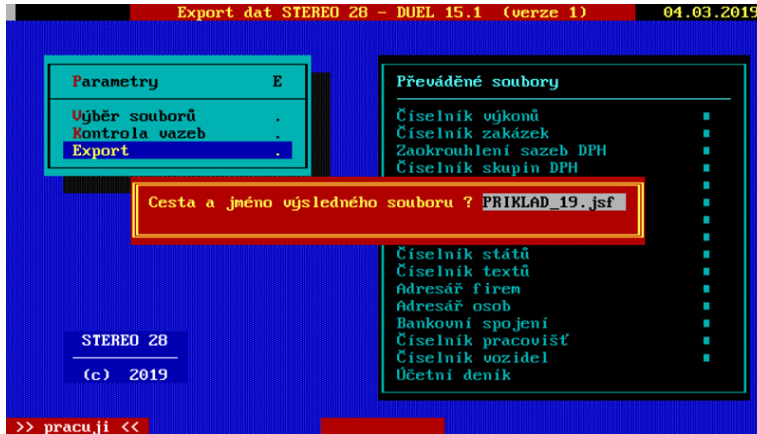 Export dat STEREO 28 – DUEL 15.1 (verze 1)
04.03.2019
Parametry E
Výběr souborů .
Kontrola vazeb .
Export .
Převáděné soubory
Číselník výkonů
Číselník zakázek
Zaokrouhlení sazeb DPH
Číselník skupin DPH
Cesta a jméno výsledného souboru ? PRIKLAD_19.jsf
Číselník států
Číselník textů
Adresář firem
Adresář osob
Bankovní spojení
Číselník pracovišť
Číselník vozidel
Účetní deník
STEREO 28
(c) 2019
>> pracuji <<